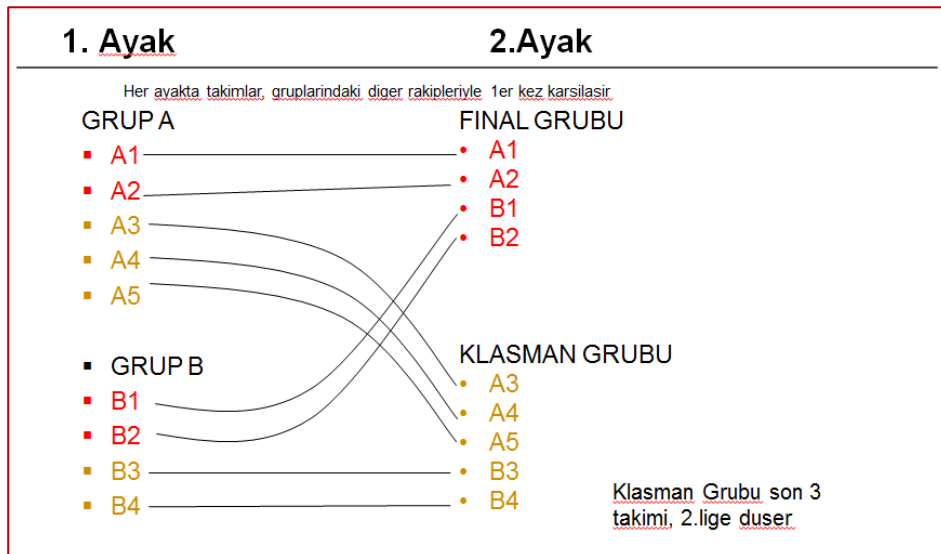 1. Ayak
2.Ayak
Her ayakta takimlar, gruplarindaki diger rakipleriyle 1er kez karsilasir
GRUP A
▪ A1
▪ A2
▪ A3
▪ A4
▪ A5
▪ GRUP B
▪ B1
▪ B2
▪ B3
▪ B4
FINAL GRUBU
• A1
• A2
• B1
• B2
KLASMAN GRUBU
• A3
• A4
• A5
• B3
• B4
Klasman Grubu son 3
takimi, 2.lige duser